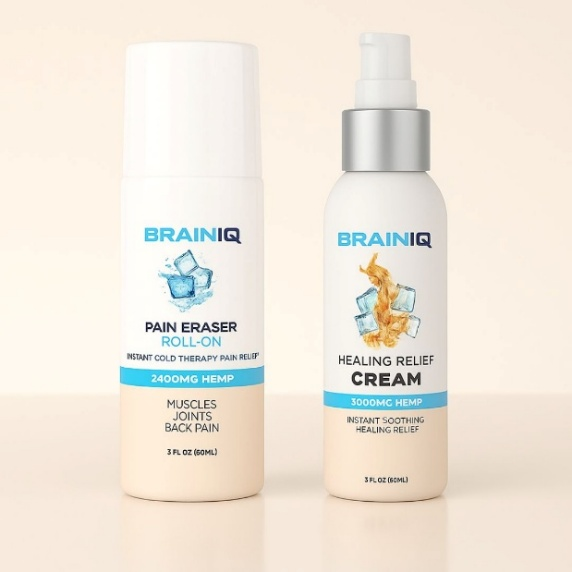 BRAINIQ
PAIN ERASER
ROLL-ON
INSTANT COLD THERAPY PAIN RELIEF
2400MG HEMP
MUSCLES
JOINTS
BACK PAIN
3 FL OZ (60ML)
BRAINIQ
HEALING RELIEF
CREAM
3000MG HEMP
INSTANT SOOTHING
HEALING RELIEF
3 FL OZ (60ML)